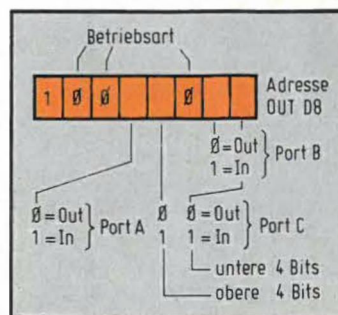 Betriebsart
1 Ø Ø Ø
Adresse
OUT D8
Ø = Out
1 = In } Port B
Ø = Out
1 = In } Port A
Ø
1
Ø = Out
1 = In } Port C
untere 4 Bits
obere 4 Bits